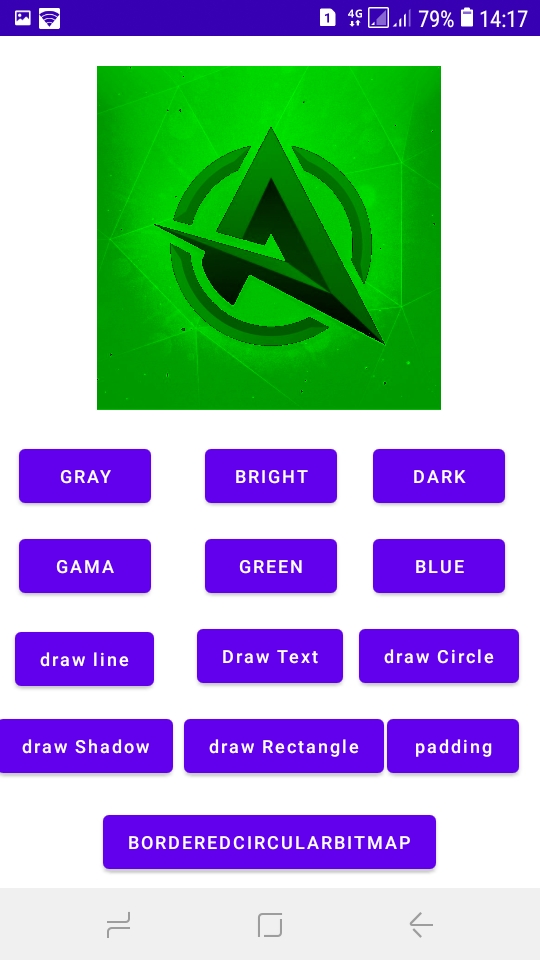 1 4G 79% 14:17
GRAY BRIGHT DARK
GAMA GREEN BLUE
draw line Draw Text draw Circle
draw Shadow draw Rectangle padding
BORDEREDCIRCULARBITMAP